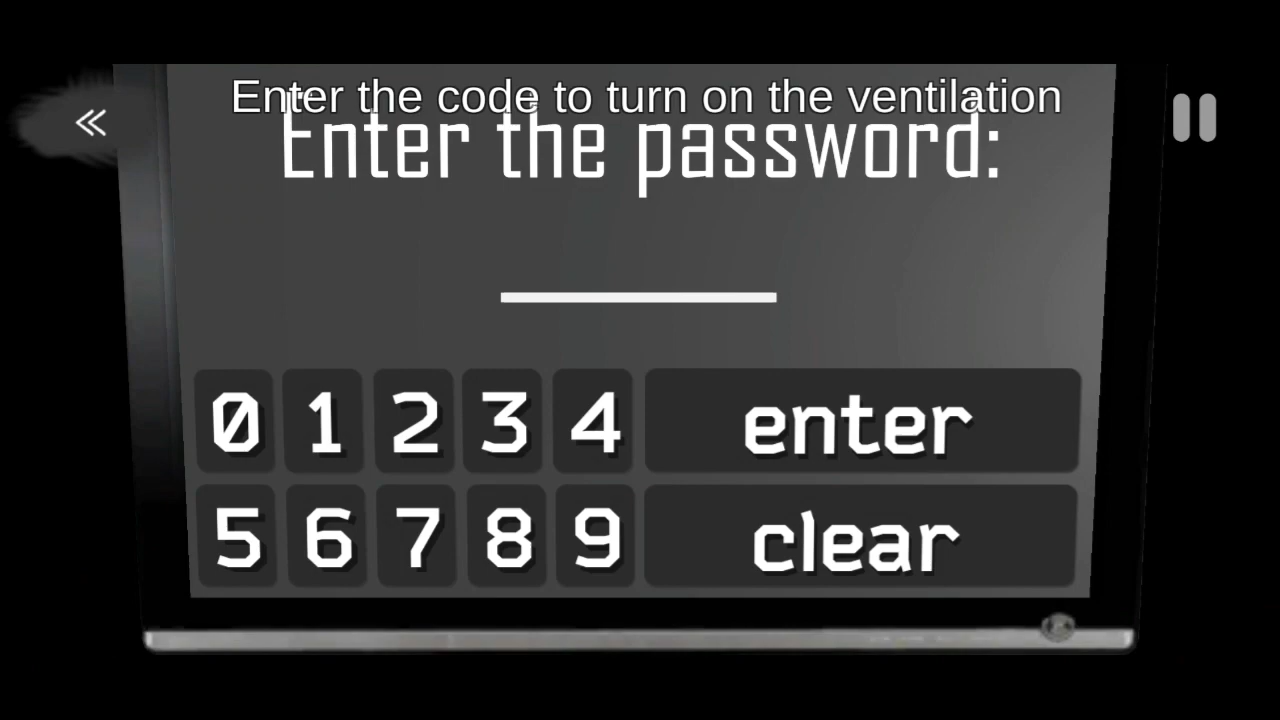 Enter the code to turn on the ventilation
Enter the password:
0 1 2 3 4 enter
5 6 7 8 9 clear